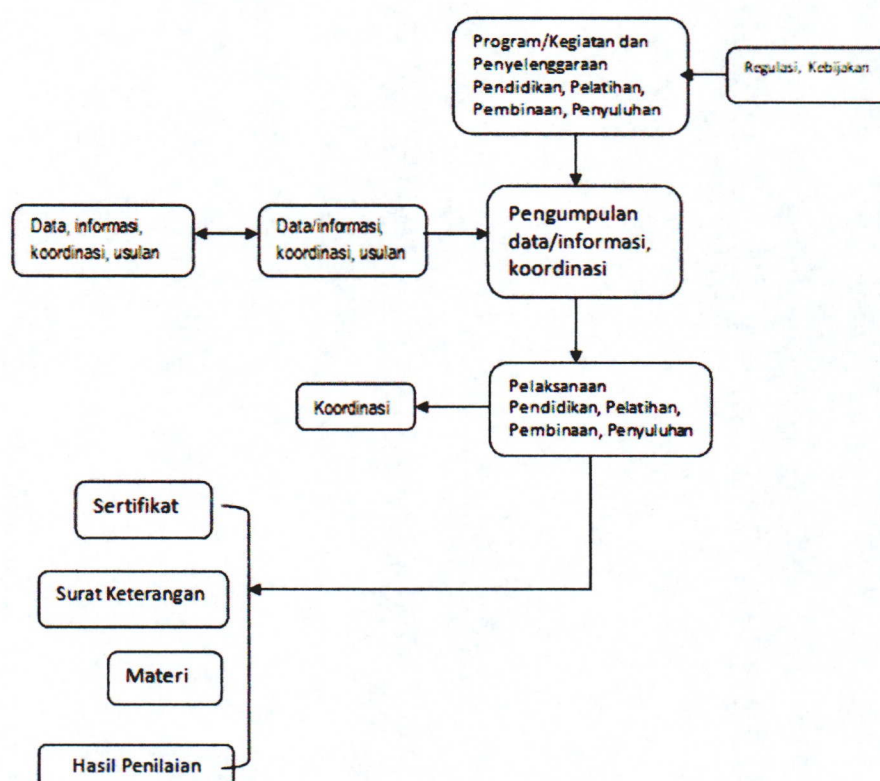 Program/Kegiatan dan
Penyelenggaraan
Pendidikan, Pelatihan,
Pembinaan, Penyuluhan
Regulasi, Kebijakan
Data, informasi,
koordinasi, usulan
Data/informasi,
koordinasi, usulan
Pengumpulan
data/informasi,
koordinasi
Pelaksanaan
Pendidikan, Pelatihan,
Pembinaan, Penyuluhan
Koordinasi
Sertifikat
Surat Keterangan
Materi
Hasil Penilaian